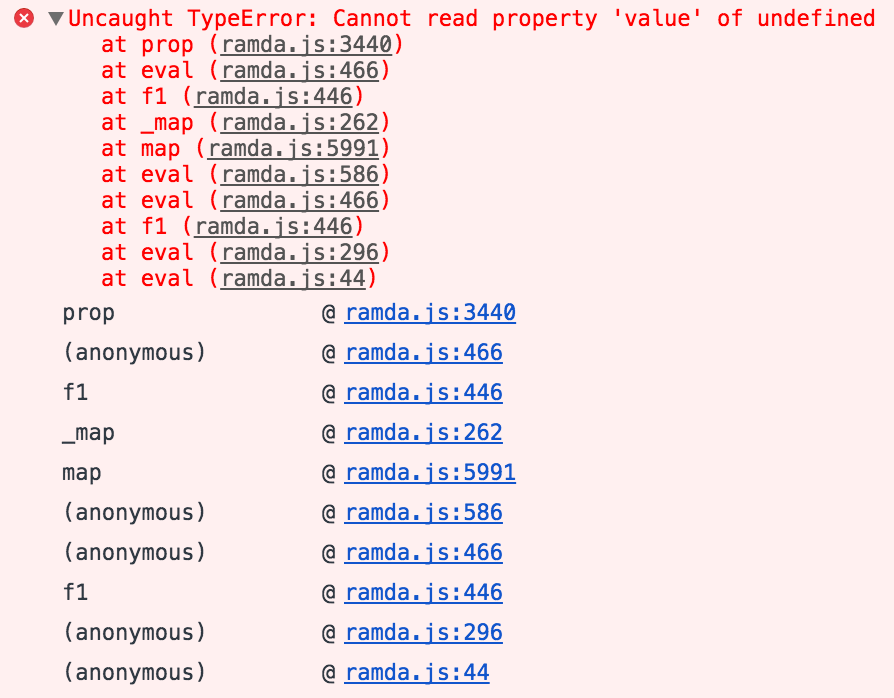 Uncaught TypeError: Cannot read property 'value' of undefined
at prop (ramda.js:3440)
at eval (ramda.js:466)
at f1 (ramda.js:446)
at _map (ramda.js:262)
at map (ramda.js:5991)
at eval (ramda.js:586)
at eval (ramda.js:466)
at f1 (ramda.js:446)
at eval (ramda.js:296)
at eval (ramda.js:44)
prop @ ramda.js:3440
(anonymous) @ ramda.js:466
f1 @ ramda.js:446
_map @ ramda.js:262
map @ ramda.js:5991
(anonymous) @ ramda.js:586
(anonymous) @ ramda.js:466
f1 @ ramda.js:446
(anonymous) @ ramda.js:296
(anonymous) @ ramda.js:44